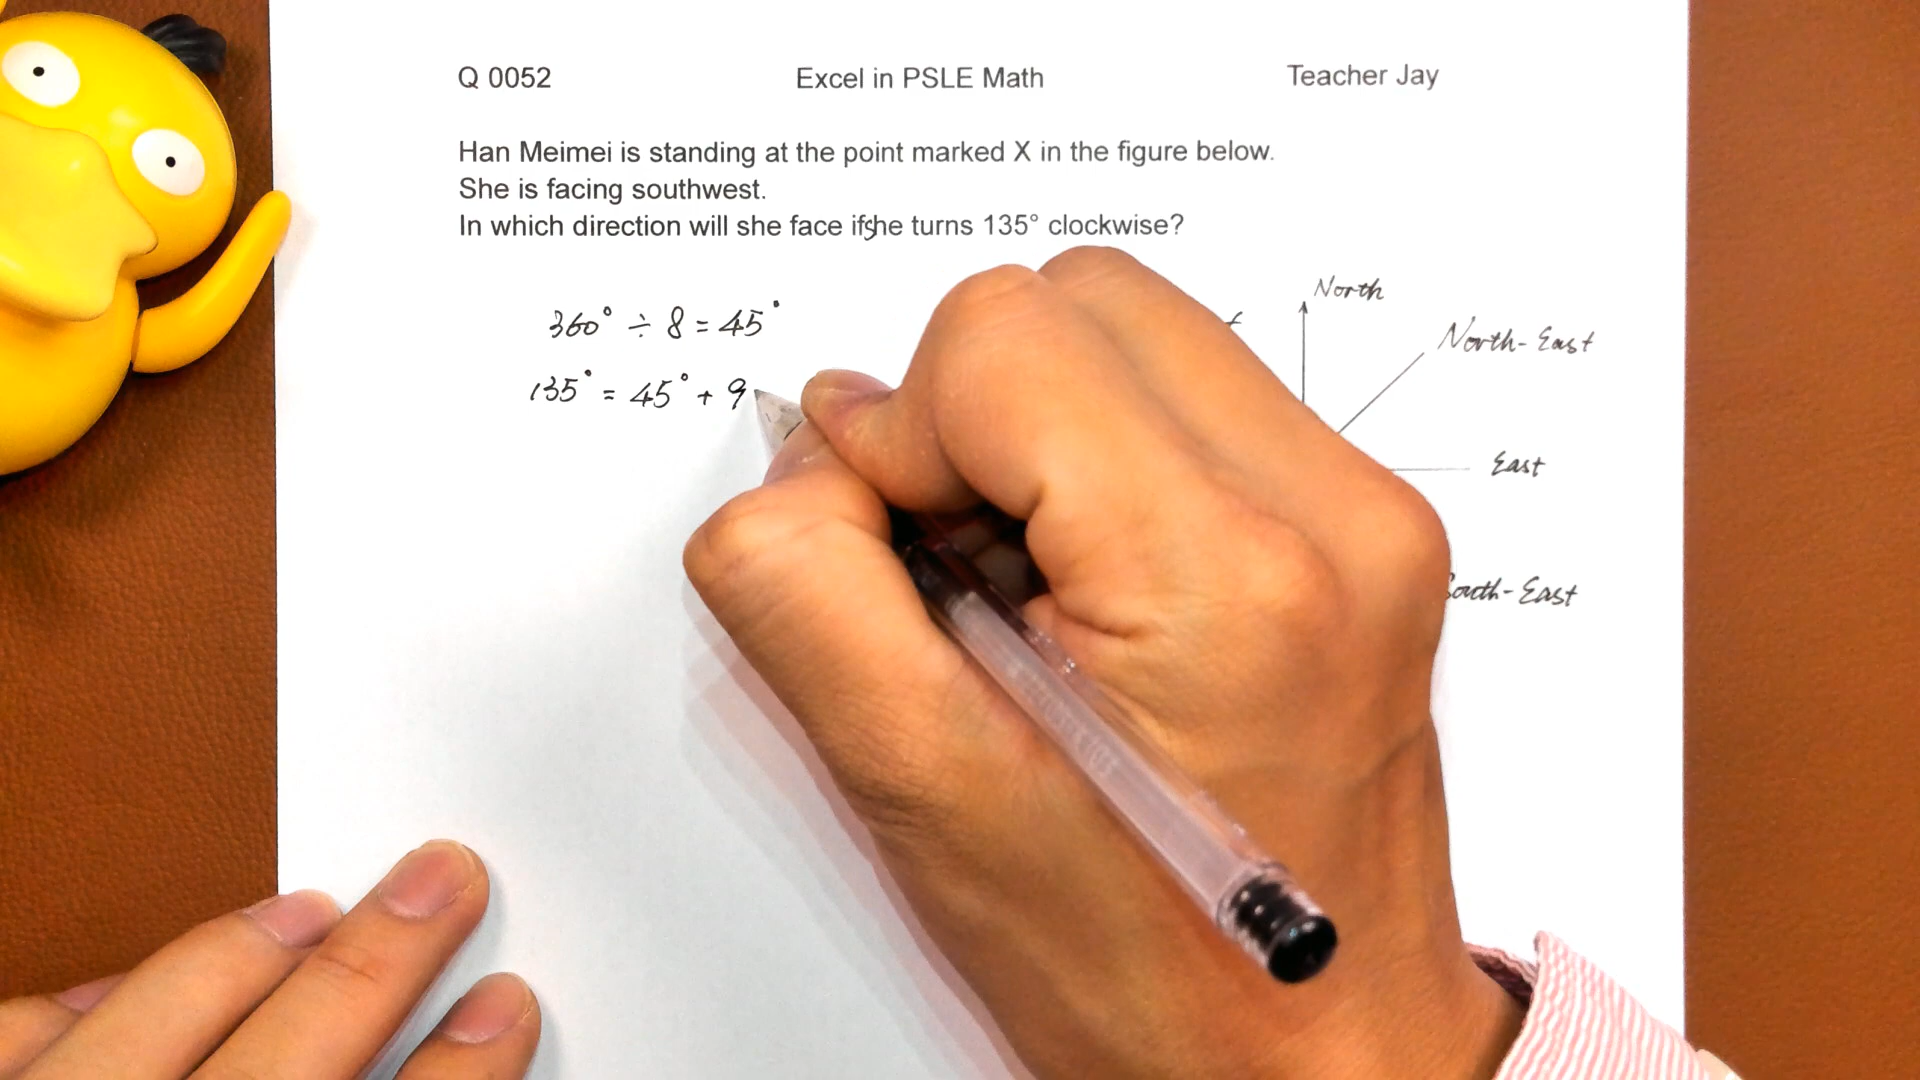 Q 0052 Excel in PSLE Math Teacher Jay
Han Meimei is standing at the point marked X in the figure below.
She is facing southwest.
In which direction will she face if she turns 135° clockwise?
360° ÷ 8 = 45°
135° = 45° + 9
North
North-East
East
South-East